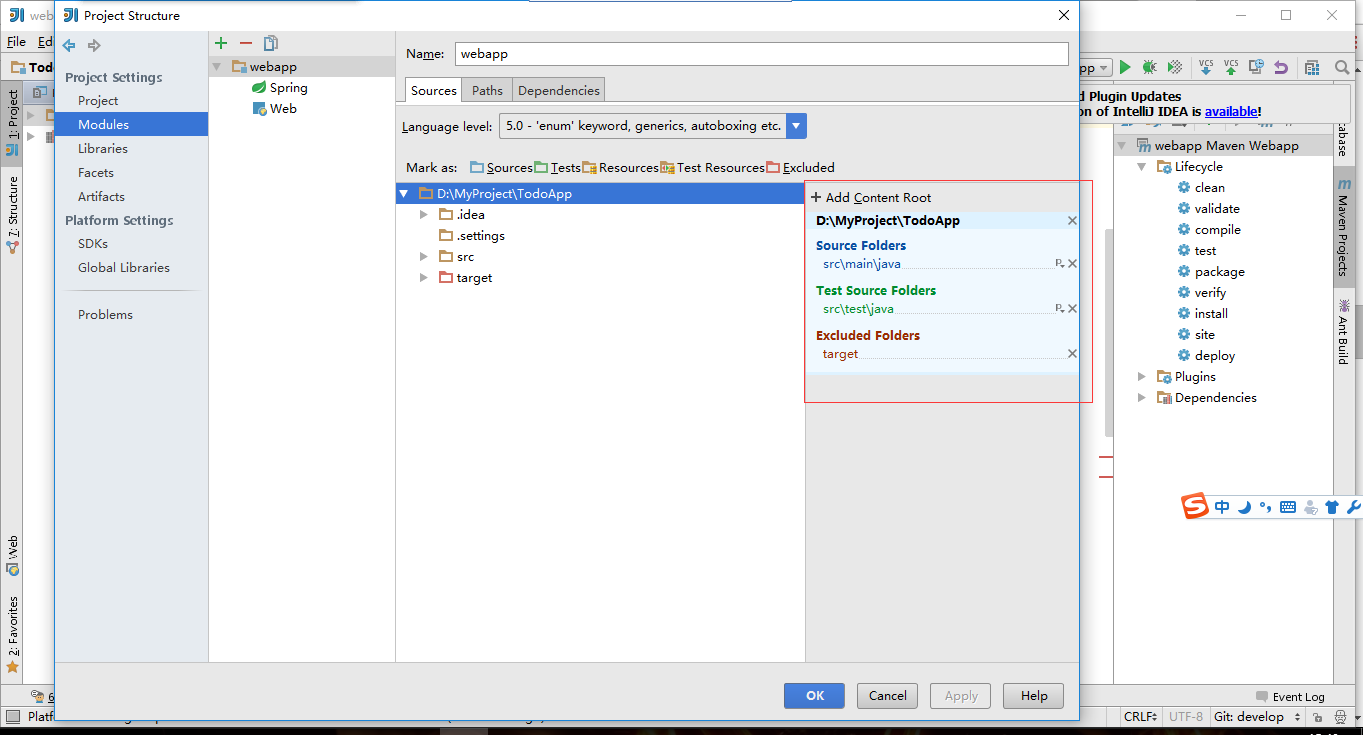 web
Project Structure
File Ed
Name: webapp
Tod
Project Settings
Project
Modules
Libraries
Facets
Artifacts
Platform Settings
SDKs
Global Libraries
Problems
webapp
Spring
Web
Sources Paths Dependencies
Language level: 5.0 - 'enum' keyword, generics, autoboxing etc.
Mark as: Sources Tests Resources Test Resources Excluded
D:\MyProject\TodoApp
.idea
.settings
src
target
+ Add Content Root
D:\MyProject\TodoApp
Source Folders
src\main\java
Test Source Folders
src\test\java
Excluded Folders
target
OK Cancel Apply Help
pp
VCS VCS
d Plugin Updates
on of IntelliJ IDEA is available!
webapp Maven Webapp
Lifecycle
clean
validate
compile
test
package
verify
install
site
deploy
Plugins
Dependencies
1: Project
7: Structure
Web
2: Favorites
abase
Maven Projects
Ant Build
中
6
Event Log
Platf
CRLF UTF-8 Git: develop